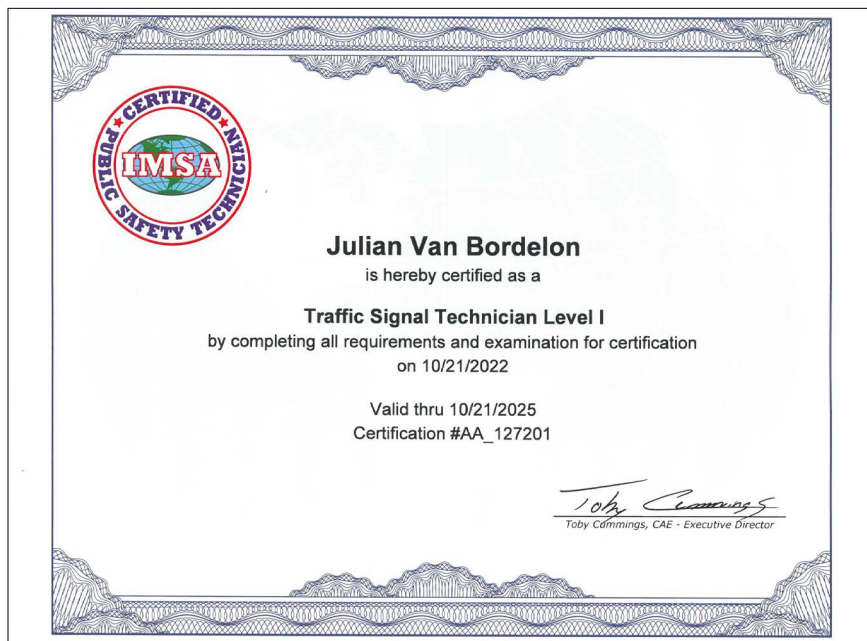 ★ CERTIFIED ★
PUBLIC SAFETY TECHNICIAN
IMSA
Julian Van Bordelon
is hereby certified as a
Traffic Signal Technician Level I
by completing all requirements and examination for certification
on 10/21/2022
Valid thru 10/21/2025
Certification #AA_127201
Toby Cummings
Toby Cummings, CAE - Executive Director